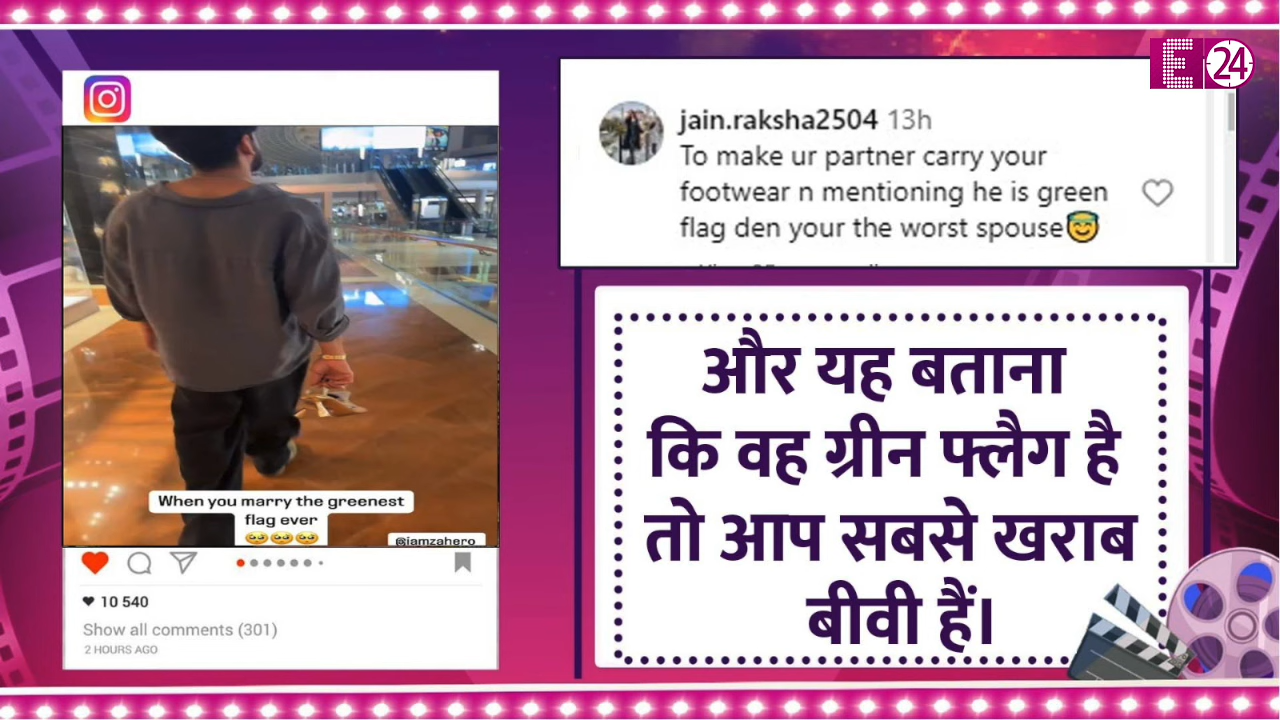 E 24
jain.raksha2504 13h
To make ur partner carry your
footwear n mentioning he is green
flag den your the worst spouse😇
When you marry the greenest
flag ever
🥹🥹🥹
@iamzahero
10 540
Show all comments (301)
2 HOURS AGO
और यह बताना
कि वह ग्रीन फ्लैग है
तो आप सबसे खराब
बीवी हैं।